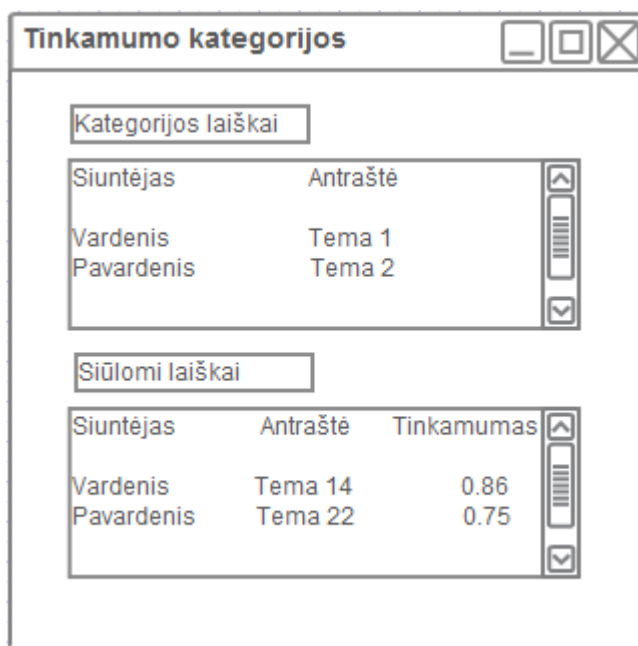 Tinkamumo kategorijos
Kategorijos laiškai
Siuntėjas Antraštė
Vardenis Tema 1
Pavardenis Tema 2
Siūlomi laiškai
Siuntėjas Antraštė Tinkamumas
Vardenis Tema 14 0.86
Pavardenis Tema 22 0.75